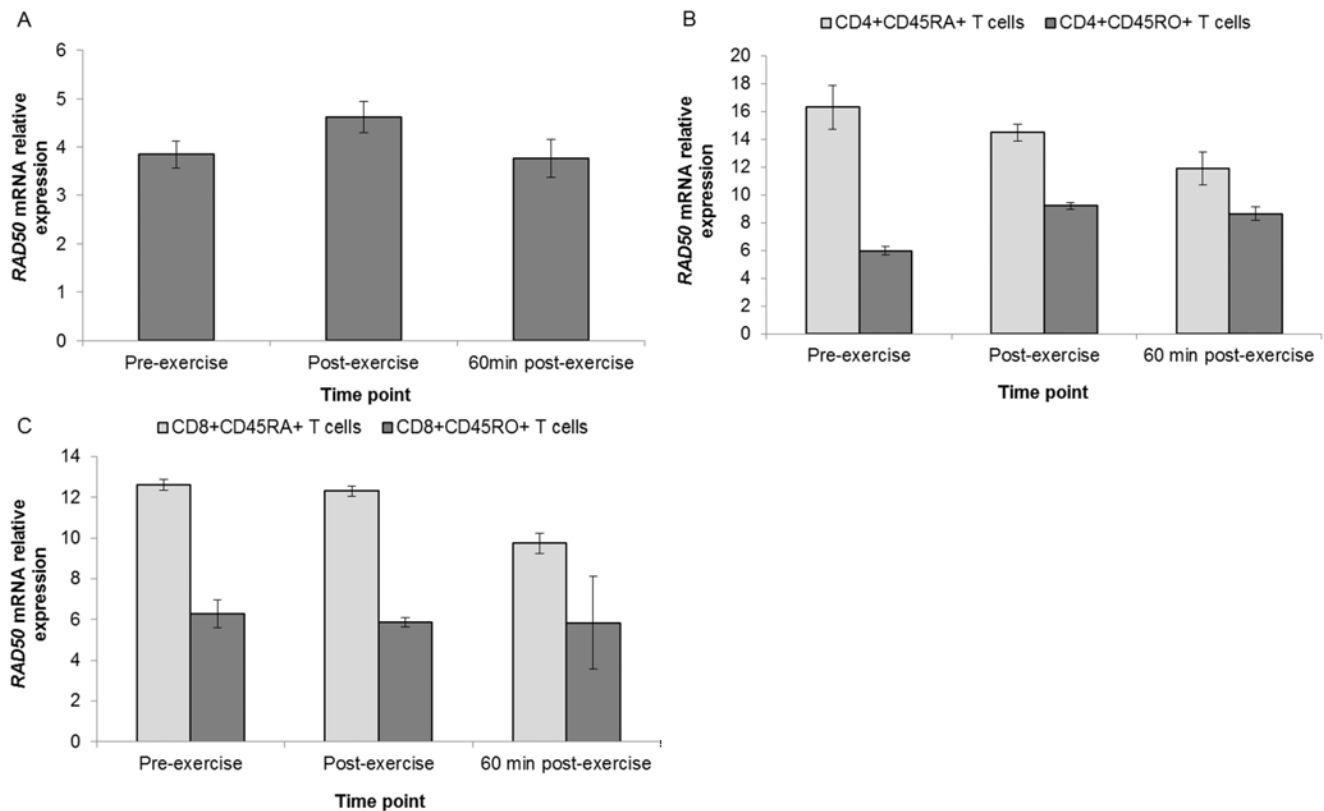 A
RAD50 mRNA relative
expression
6
5
4
3
2
1
0
Pre-exercise
Post-exercise
60min post-exercise
Time point
B
CD4+CD45RA+ T cells
CD4+CD45RO+ T cells
RAD50 mRNA relative
expression
20
18
16
14
12
10
8
6
4
2
0
Pre-exercise
Post-exercise
60 min post-exercise
Time point
C
CD8+CD45RA+ T cells
CD8+CD45RO+ T cells
RAD50 mRNA relative
expression
14
12
10
8
6
4
2
0
Pre-exercise
Post-exercise
60 min post-exercise
Time point